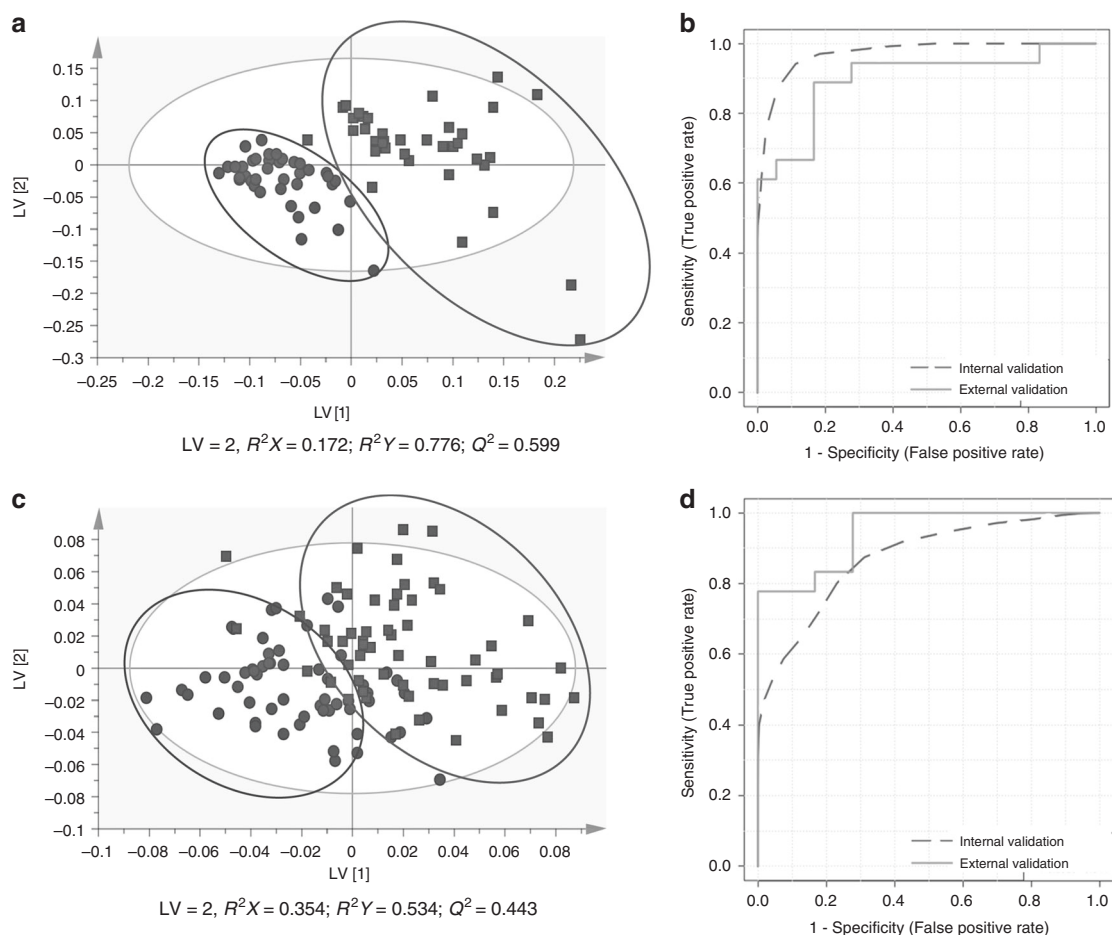 a
0.15
0.1
0.05
0
−0.05
−0.1
−0.15
−0.2
−0.25
−0.3
LV [2]
−0.25 −0.2 −0.15 −0.1 −0.05 0 0.05 0.1 0.15 0.2
LV [1]
LV = 2, R²X = 0.172; R²Y = 0.776; Q² = 0.599
b
1.0
0.8
0.6
0.4
0.2
0.0
Sensitivity (True positive rate)
Internal validation
External validation
0.0 0.2 0.4 0.6 0.8 1.0
1 - Specificity (False positive rate)
c
0.08
0.06
0.04
0.02
0
−0.02
−0.04
−0.06
−0.08
−0.1
LV [2]
−0.1 −0.08 −0.06 −0.04 −0.02 0 0.02 0.04 0.06 0.08
LV [1]
LV = 2, R²X = 0.354; R²Y = 0.534; Q² = 0.443
d
1.0
0.8
0.6
0.4
0.2
0.0
Sensitivity (True positive rate)
Internal validation
External validation
0.0 0.2 0.4 0.6 0.8 1.0
1 - Specificity (False positive rate)